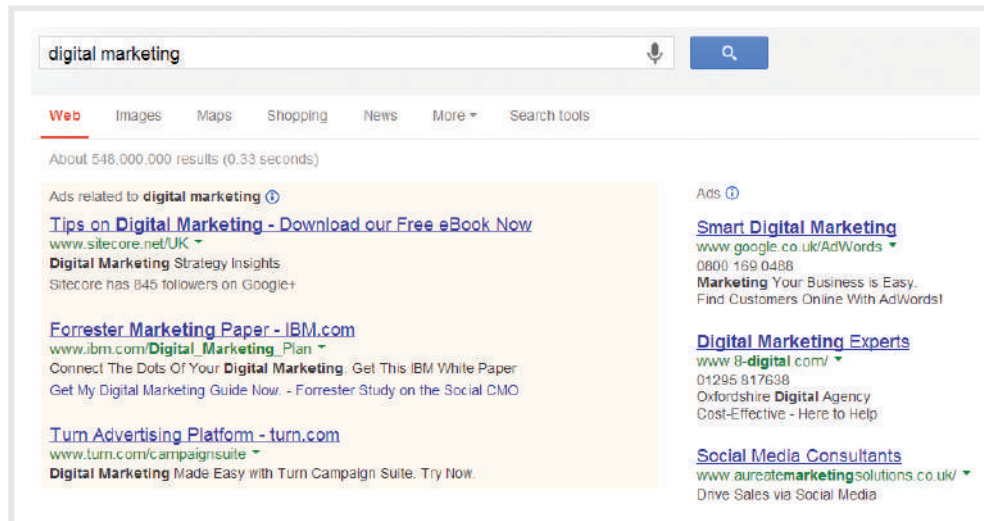 digital marketing
Web Images Maps Shopping News More Search tools
About 548,000,000 results (0.33 seconds)
Ads related to digital marketing
Tips on Digital Marketing - Download our Free eBook Now
www.sitecore.net/UK
Digital Marketing Strategy Insights
Sitecore has 845 followers on Google+
Forrester Marketing Paper - IBM.com
www.ibm.com/Digital_Marketing_Plan
Connect The Dots Of Your Digital Marketing. Get This IBM White Paper
Get My Digital Marketing Guide Now. - Forrester Study on the Social CMO
Turn Advertising Platform - turn.com
www.turn.com/campaignsuite
Digital Marketing Made Easy with Turn Campaign Suite. Try Now.
Ads
Smart Digital Marketing
www.google.co.uk/AdWords
0800 169 0488
Marketing Your Business is Easy.
Find Customers Online With AdWords!
Digital Marketing Experts
www.8-digital.com/
01295 817638
Oxfordshire Digital Agency
Cost-Effective - Here to Help
Social Media Consultants
www.aureatemarketingsolutions.co.uk/
Drive Sales via Social Media